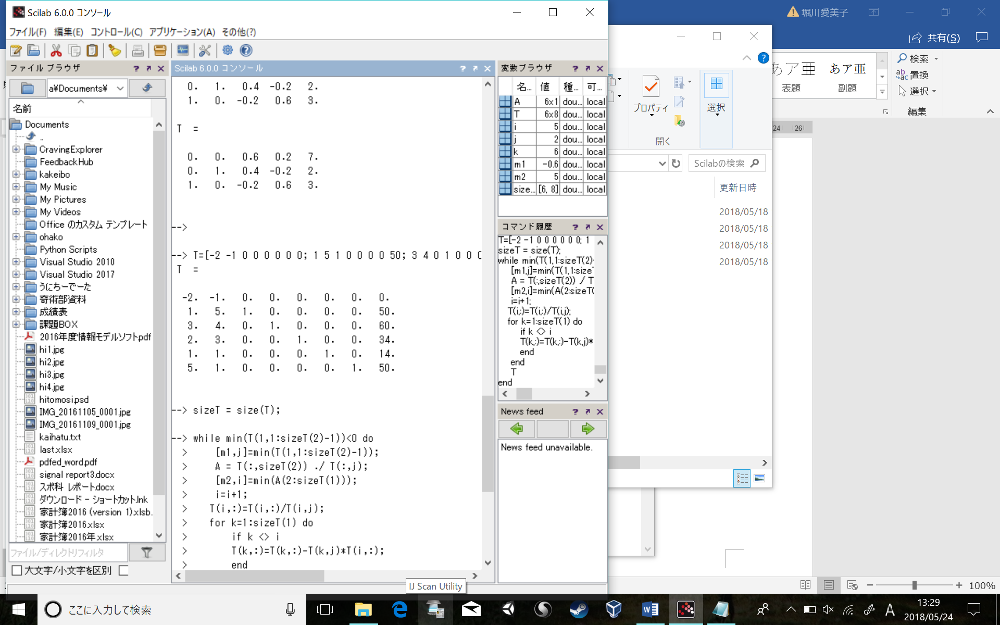 Scilab 6.0.0 コンソール
ファイル(F) 編集(E) コントロール(C) アプリケーション(A) その他(?)
ファイル ブラウザ
a¥Documents¥
名前
Documents
..
CravingExplorer
FeedbackHub
kakeibo
My Music
My Pictures
My Videos
Office のカスタム テンプレート
ohako
Python Scripts
Visual Studio 2010
Visual Studio 2017
うにちーでーた
奇術部資料
成績表
課題BOX
2016年度情報モデルソフト.pdf
hi1.jpg
hi2.jpg
hi3.jpg
hi4.jpg
hitomosi.psd
IMG_20161105_0001.jpg
IMG_20161109_0001.jpg
kaihatu.txt
last.xlsx
pdfed_word.pdf
signal report3.docx
スポ科 レポート.docx
ダウンロード - ショートカット.lnk
家計簿2016 (version 1).xlsb.
家計簿2016.xlsx
家計簿2016年.xlsx
ファイル/ディレクトリフィルタ
大文字/小文字を区別
Scilab 6.0.0 コンソール
0. 1. 0.4 -0.2 2.
1. 0. -0.2 0.6 3.
T =
0. 0. 0.6 0.2 7.
0. 1. 0.4 -0.2 2.
1. 0. -0.2 0.6 3.
-->
--> T=[-2 -1 0 0 0 0 0 0; 1 5 1 0 0 0 0 50; 3 4 0 1 0 0 0
T =
-2. -1. 0. 0. 0. 0. 0. 0.
1. 5. 1. 0. 0. 0. 0. 50.
3. 4. 0. 1. 0. 0. 0. 60.
2. 3. 0. 0. 1. 0. 0. 34.
1. 1. 0. 0. 0. 1. 0. 14.
5. 1. 0. 0. 0. 0. 1. 50.
--> sizeT = size(T);
--> while min(T(1,1:sizeT(2)-1))<0 do
> [m1,j]=min(T(1,1:sizeT(2)-1));
> A = T(:,sizeT(2)) ./ T(:,j);
> [m2,i]=min(A(2:sizeT(1)));
> i=i+1;
> T(i,:)=T(i,:)/T(i,j);
> for k=1:sizeT(1) do
> if k <> i
> T(k,:)=T(k,:)-T(k,j)*T(i,:);
> end
IJ Scan Utility
変数ブラウザ
名... 値 種... 可...
A 6x1 dou... local
T 6x8 dou... local
i 5 dou... local
j 2 dou... local
k 6 dou... local
m1 -0.6 dou... local
m2 5 dou... local
size... [6, 8] dou... local
コマンド履歴
T=[-2 -1 0 0 0 0 0 0; 1
sizeT = size(T);
while min(T(1,1:sizeT(2)-
[m1,j]=min(T(1,1:size
A = T(:,sizeT(2)) ./ T
[m2,i]=min(A(2:sizeT(
i=i+1;
T(i,:)=T(i,:)/T(i,j);
for k=1:sizeT(1) do
if k <> i
T(k,:)=T(k,:)-T(k,j)*
end
end
T
end
News feed
News feed unavailable.
プロパティ
選択
開く
Scilabの検索
更新日時
2018/05/18
2018/05/18
2018/05/18
2018/05/18
堀川愛美子
共有(S)
あア亜 あア亜
表題 副題
検索
置換
選択
編集
24 26
100%
ここに入力して検索
A
13:29
2018/05/24